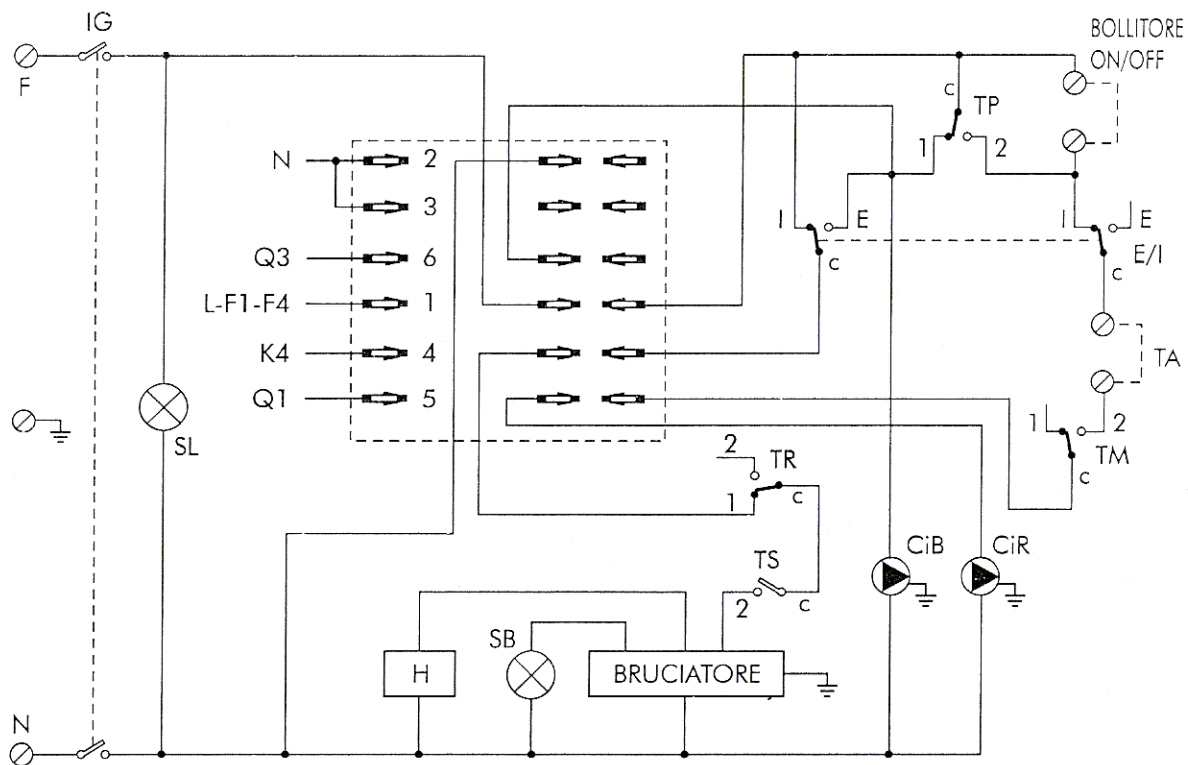 IG
BOLLITORE
ON/OFF
F
c
TP
1
2
N
2
3
I
E
I
E
Q3
6
c
E/I
c
L-F1-F4
1
K4
4
TA
Q1
5
SL
1
2
TM
c
2
TR
1
c
CiB
CiR
TS
2
c
SB
H
BRUCIATORE
N